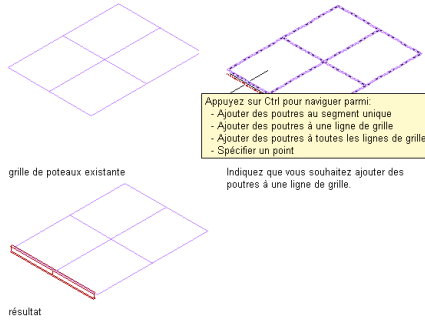 Appuyez sur Ctrl pour naviguer parmi:
- Ajouter des poutres au segment unique
- Ajouter des poutres à une ligne de grille
- Ajouter des poutres à toutes les lignes de grille
- Spécifier un point
grille de poteaux existante
Indiquez que vous souhaitez ajouter des
poutres à une ligne de grille.
résultat